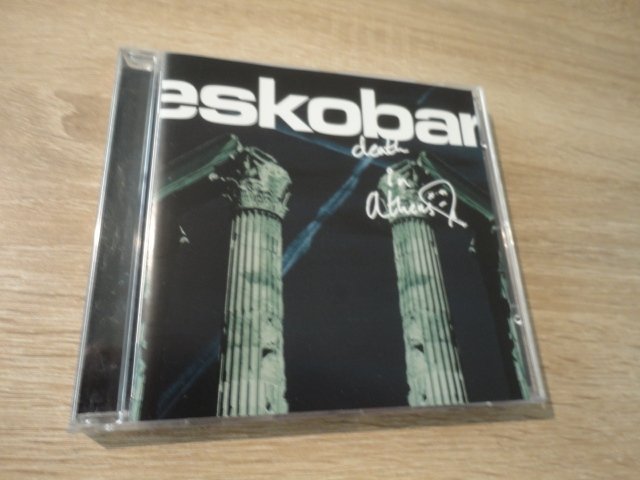 eskobar
death
in
Athens